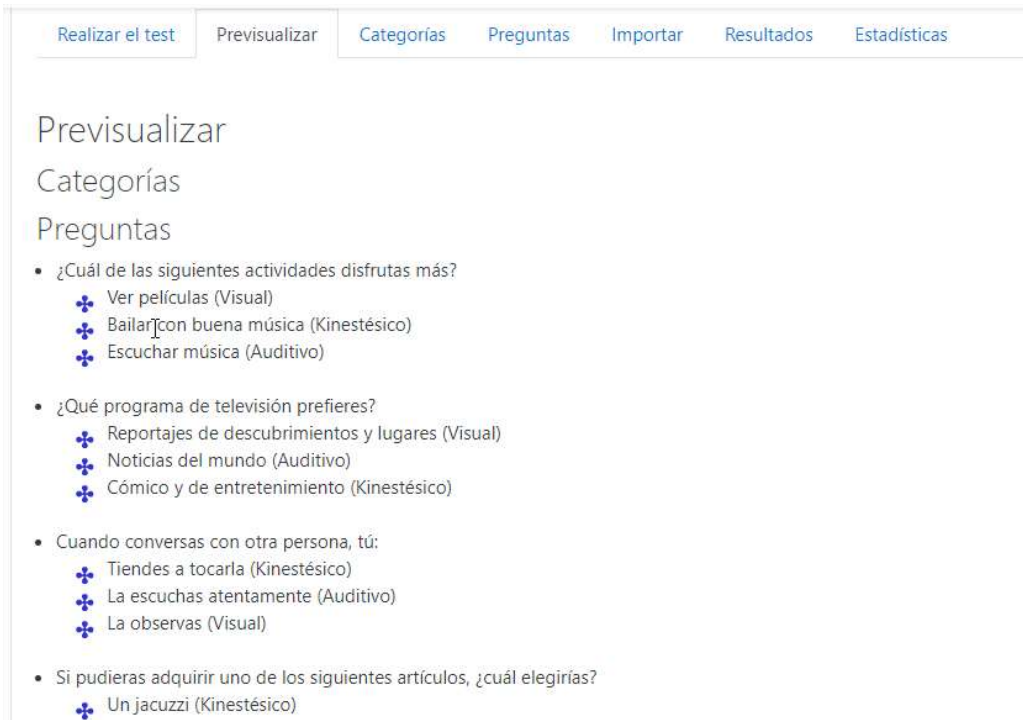 Realizar el test Previsualizar Categorías Preguntas Importar Resultados Estadísticas
Previsualizar
Categorías
Preguntas
¿Cuál de las siguientes actividades disfrutas más?
Ver películas (Visual)
Bailar con buena música (Kinestésico)
Escuchar música (Auditivo)
¿Qué programa de televisión prefieres?
Reportajes de descubrimientos y lugares (Visual)
Noticias del mundo (Auditivo)
Cómico y de entretenimiento (Kinestésico)
Cuando conversas con otra persona, tú:
Tiendes a tocarla (Kinestésico)
La escuchas atentamente (Auditivo)
La observas (Visual)
Si pudieras adquirir uno de los siguientes artículos, ¿cuál elegirías?
Un jacuzzi (Kinestésico)